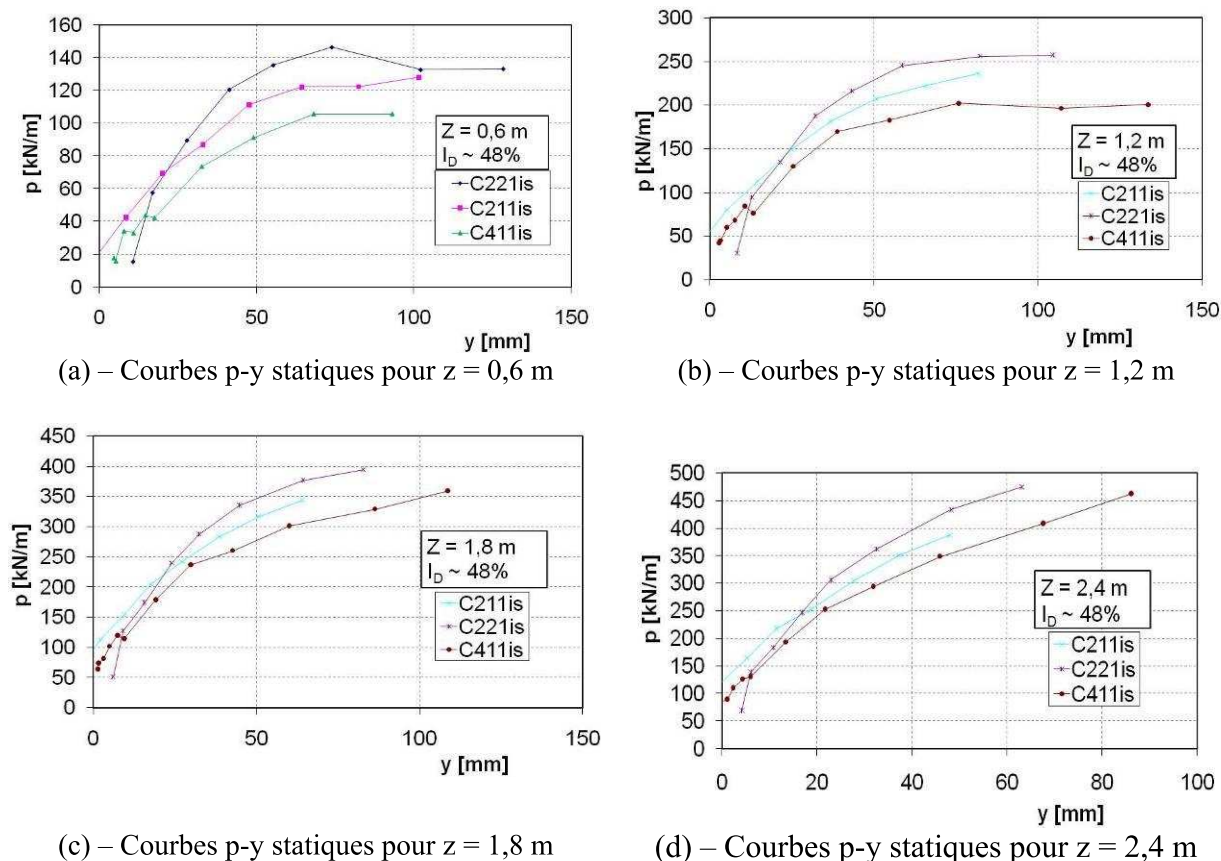 160
140
120
100
80
60
40
20
0
p [kN/m]
0 50 100 150
y [mm]
Z = 0,6 m
I_D ~ 48%
C221is
C211is
C411is
(a) – Courbes p-y statiques pour z = 0,6 m
300
250
200
150
100
50
0
p [kN/m]
0 50 100 150
y [mm]
Z = 1,2 m
I_D ~ 48%
C211is
C221is
C411is
(b) – Courbes p-y statiques pour z = 1,2 m
450
400
350
300
250
200
150
100
50
0
p [kN/m]
0 50 100 150
y [mm]
Z = 1,8 m
I_D ~ 48%
C211is
C221is
C411is
(c) – Courbes p-y statiques pour z = 1,8 m
500
450
400
350
300
250
200
150
100
50
0
p [kN/m]
0 20 40 60 80 100
y [mm]
Z = 2,4 m
I_D ~ 48%
C211is
C221is
C411is
(d) – Courbes p-y statiques pour z = 2,4 m